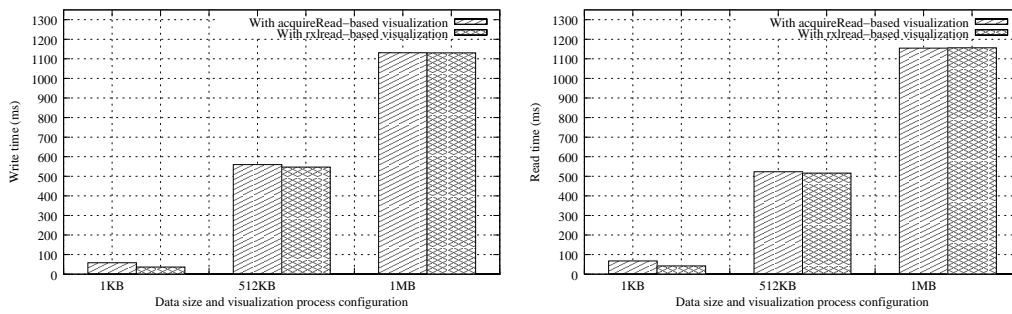 With acquireRead-based visualization
With rxlread-based visualization
1300
1200
1100
1000
900
800
700
600
500
400
300
200
100
0
Write time (ms)
1KB 512KB 1MB
Data size and visualization process configuration
With acquireRead-based visualization
With rxlread-based visualization
1300
1200
1100
1000
900
800
700
600
500
400
300
200
100
0
Read time (ms)
1KB 512KB 1MB
Data size and visualization process configuration